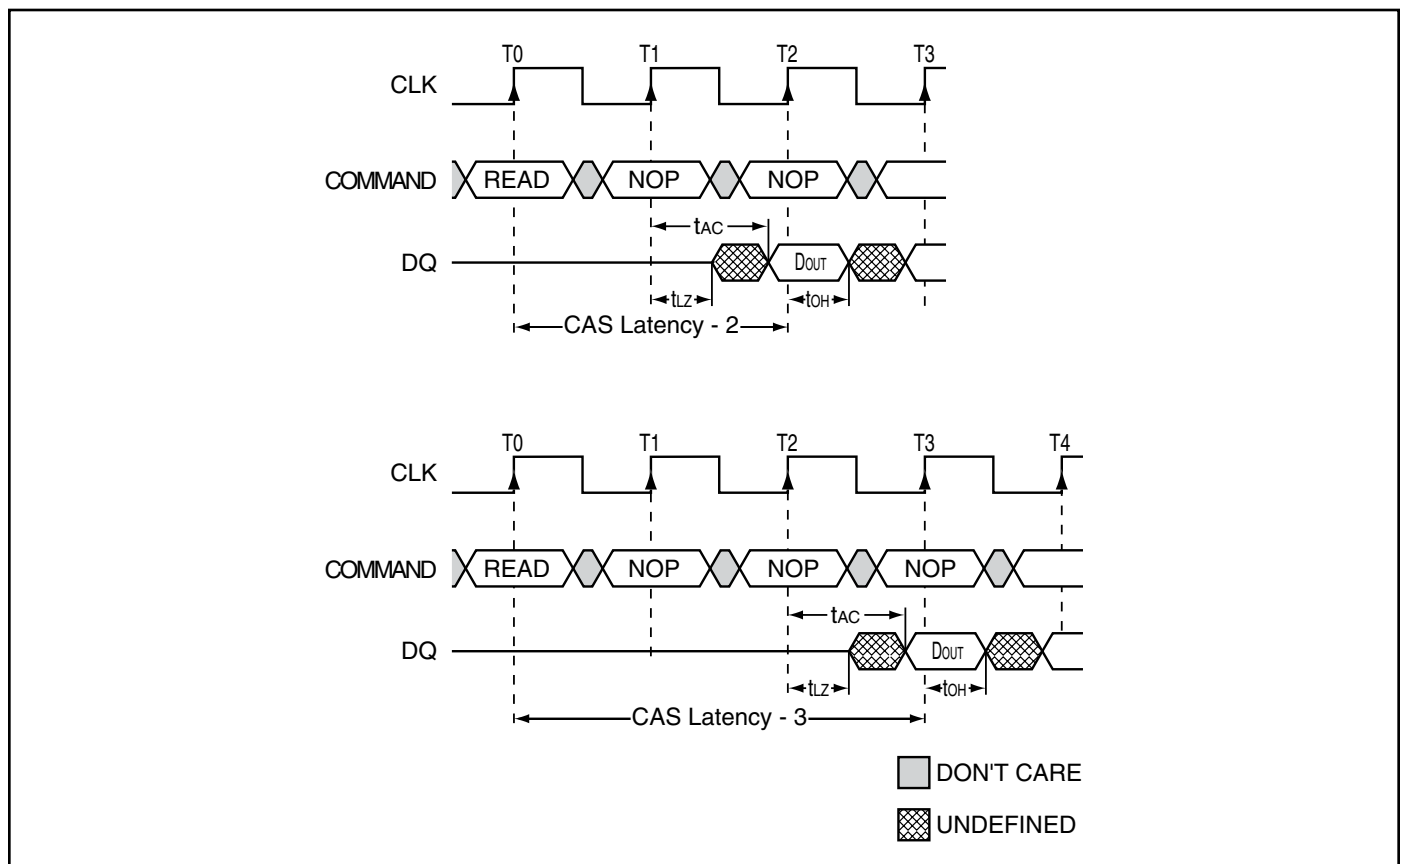 T0 T1 T2 T3
CLK
COMMAND READ NOP NOP
tAC
DQ DOUT
tLZ tOH
CAS Latency - 2
T0 T1 T2 T3 T4
CLK
COMMAND READ NOP NOP NOP
tAC
DQ DOUT
tLZ tOH
CAS Latency - 3
DON'T CARE
UNDEFINED